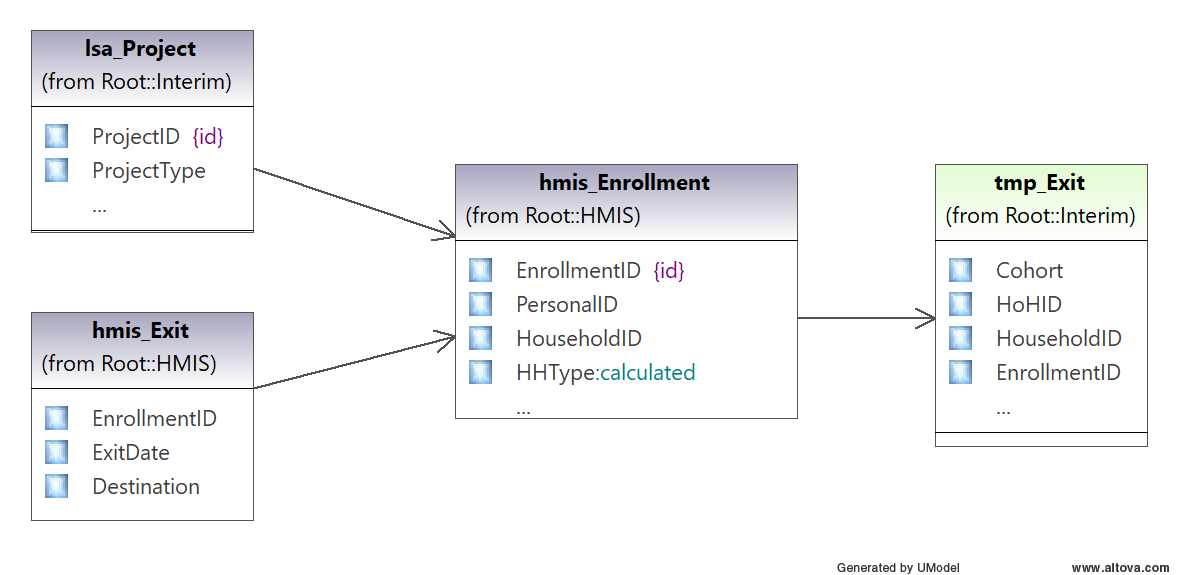 lsa_Project
(from Root::Interim)
ProjectID {id}
ProjectType
...
hmis_Exit
(from Root::HMIS)
EnrollmentID
ExitDate
Destination
hmis_Enrollment
(from Root::HMIS)
EnrollmentID {id}
PersonalID
HouseholdID
HHType:calculated
...
tmp_Exit
(from Root::Interim)
Cohort
HoHID
HouseholdID
EnrollmentID
...
Generated by UModel www.altova.com